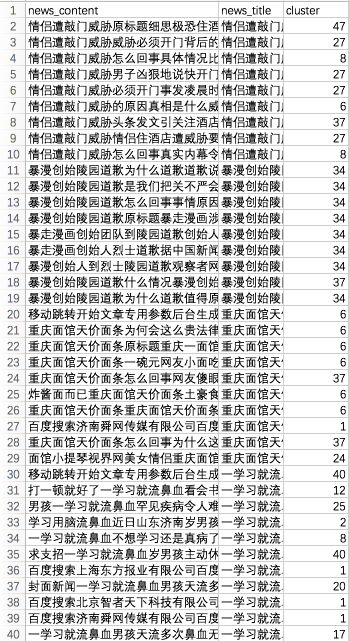 1 news_content news_title cluster
2 情侣遭敲门威胁原标题细思极恐住酒 情侣遭敲门 47
3 情侣遭敲门威胁威胁必须开门背后的 情侣遭敲门 27
4 情侣遭敲门威胁怎么回事具体情况比 情侣遭敲门 8
5 情侣遭敲门威胁男子凶狠地说快开门 情侣遭敲门 27
6 情侣遭敲门威胁必须开门事发凌晨时 情侣遭敲门 27
7 情侣遭敲门威胁的原因真相是什么威 情侣遭敲门 6
8 情侣遭敲门威胁头条发文引关注酒店 情侣遭敲门 37
9 情侣遭敲门威胁情侣住酒店遭威胁要 情侣遭敲门 27
10 情侣遭敲门威胁怎么回事真实内幕令 情侣遭敲门 8
11 暴漫创始陵园道歉为什么道歉道歉说 暴漫创始陵 34
12 暴漫创始陵园道歉是我们把关不严会 暴漫创始陵 34
13 暴漫创始陵园道歉怎么回事事情原因 暴漫创始陵 34
14 暴漫创始陵园道歉原标题暴走漫画涉 暴漫创始陵 34
15 暴走漫画创始团队到陵园道歉创始人 暴漫创始陵 34
16 暴走漫画创始人烈士道歉据中国新闻 暴漫创始陵 34
17 暴漫创始人到烈士陵园道歉观察者网 暴漫创始陵 34
18 暴漫创始陵园道歉什么情况暴漫创始 暴漫创始陵 37
19 暴漫创始陵园道歉为什么道歉值得原 暴漫创始陵 34
20 移动跳转开始文章专用参数后台生成 重庆面馆天 6
21 重庆面馆天价面条为何会这么贵法律 重庆面馆天 6
22 重庆面馆天价面条原标题重庆一面馆 重庆面馆天 6
23 重庆面馆天价面条一碗元网友小面吃 重庆面馆天 6
24 重庆面馆天价面条怎么回事网友傻眼 重庆面馆天 37
25 炸酱面而已重庆面馆天价面条土豪食 重庆面馆天 6
26 重庆面馆天价面条重庆面馆天价面条 重庆面馆天 6
27 百度搜索济南舜网传媒有限公司百度 重庆面馆天 1
28 重庆面馆天价面条怎么回事为什么这 重庆面馆天 37
29 面馆小提琴视界网美女情侣重庆面馆 重庆面馆天 24
30 移动跳转开始文章专用参数后台生成 一学习就流 40
31 打一顿就好了一学习就流鼻血看会书 一学习就流 12
32 男孩一学习就流鼻血罕见疾病令人难 一学习就流 25
33 学习用脑流鼻血近日山东济南岁男孩 一学习就流 2
34 一学习就流鼻血不想学习还是真病了 一学习就流 8
35 求支招一学习就流鼻血岁男孩主动休 一学习就流 40
36 百度搜索上海东方报业有限公司百度 一学习就流 1
37 封面新闻一学习就流鼻血男孩天流多 一学习就流 20
38 百度搜索北京智者天下科技有限公司 一学习就流 1
39 百度搜索济南舜网传媒有限公司百度 一学习就流 1
40 一学习就流鼻血男孩天流多次鼻血无 一学习就流 17